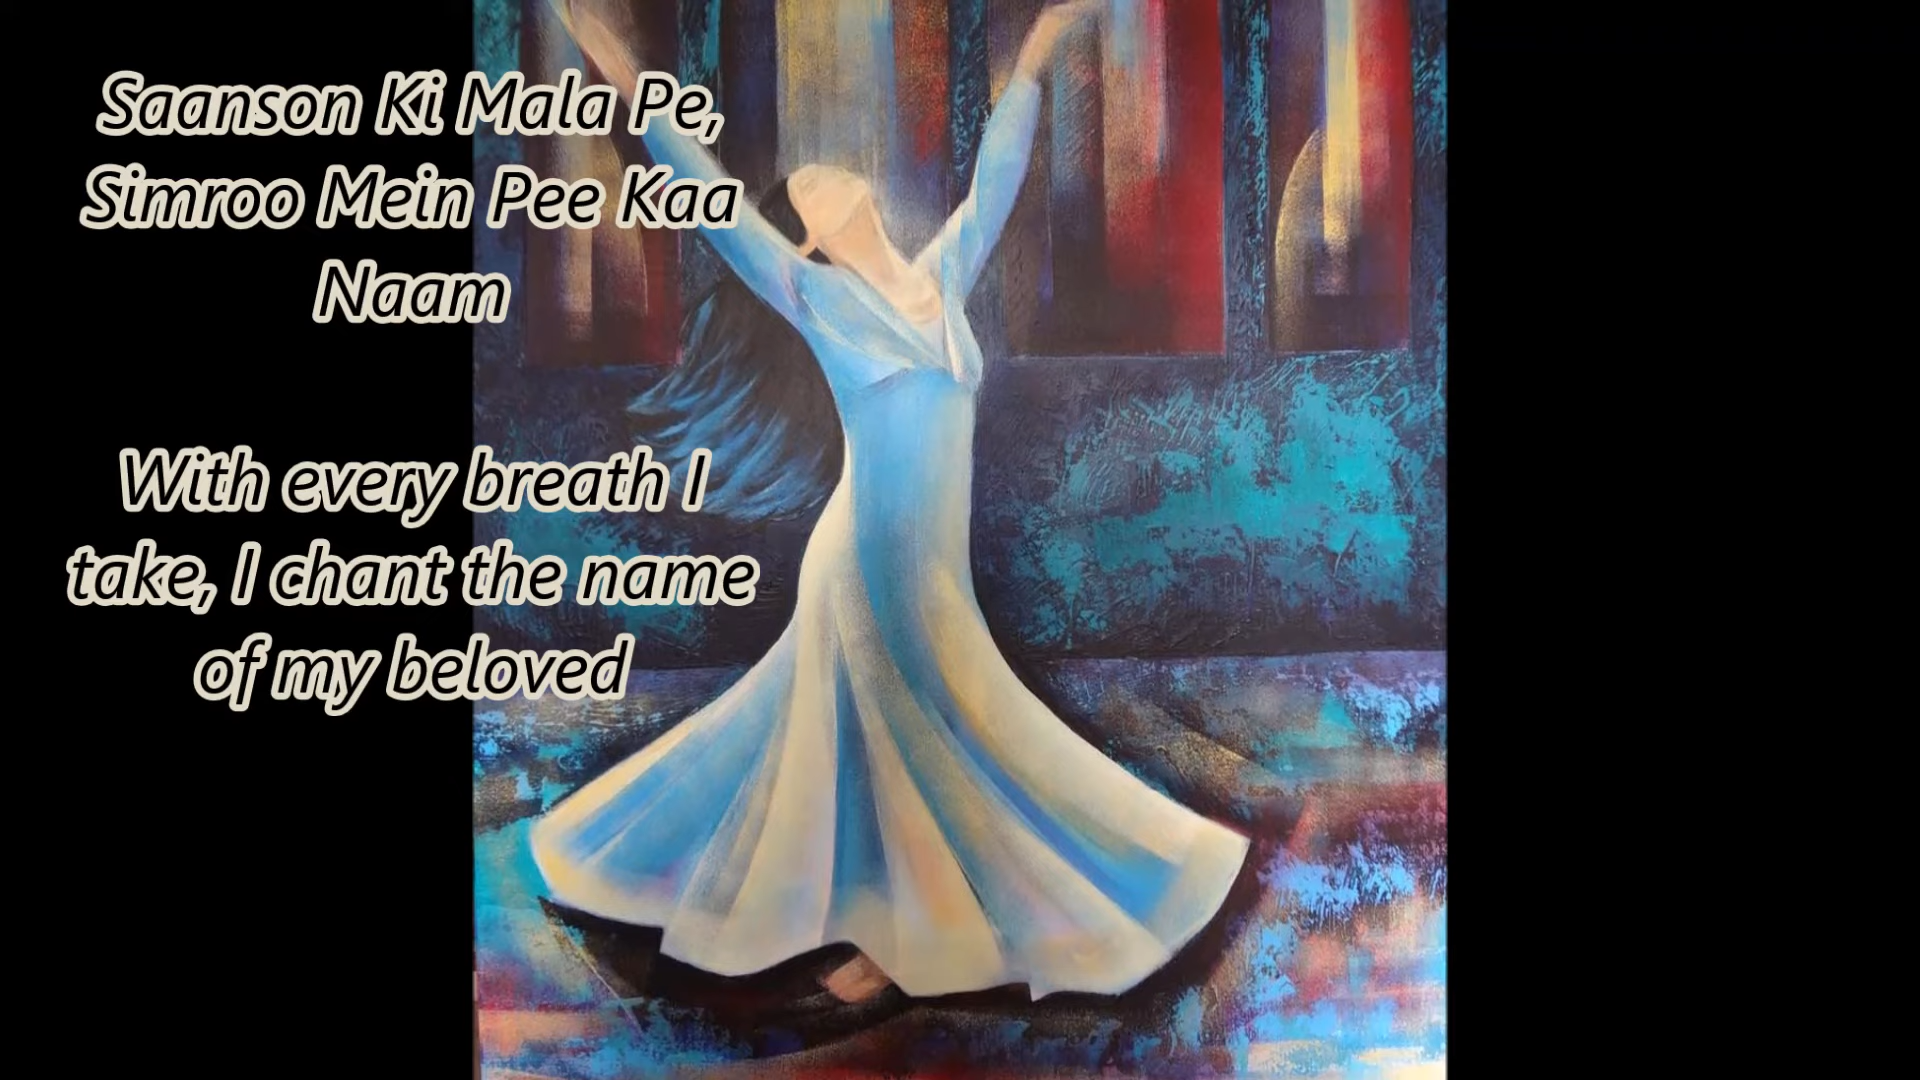 Saanson Ki Mala Pe,
Simroo Mein Pee Kaa
Naam
With every breath I
take, I chant the name
of my beloved